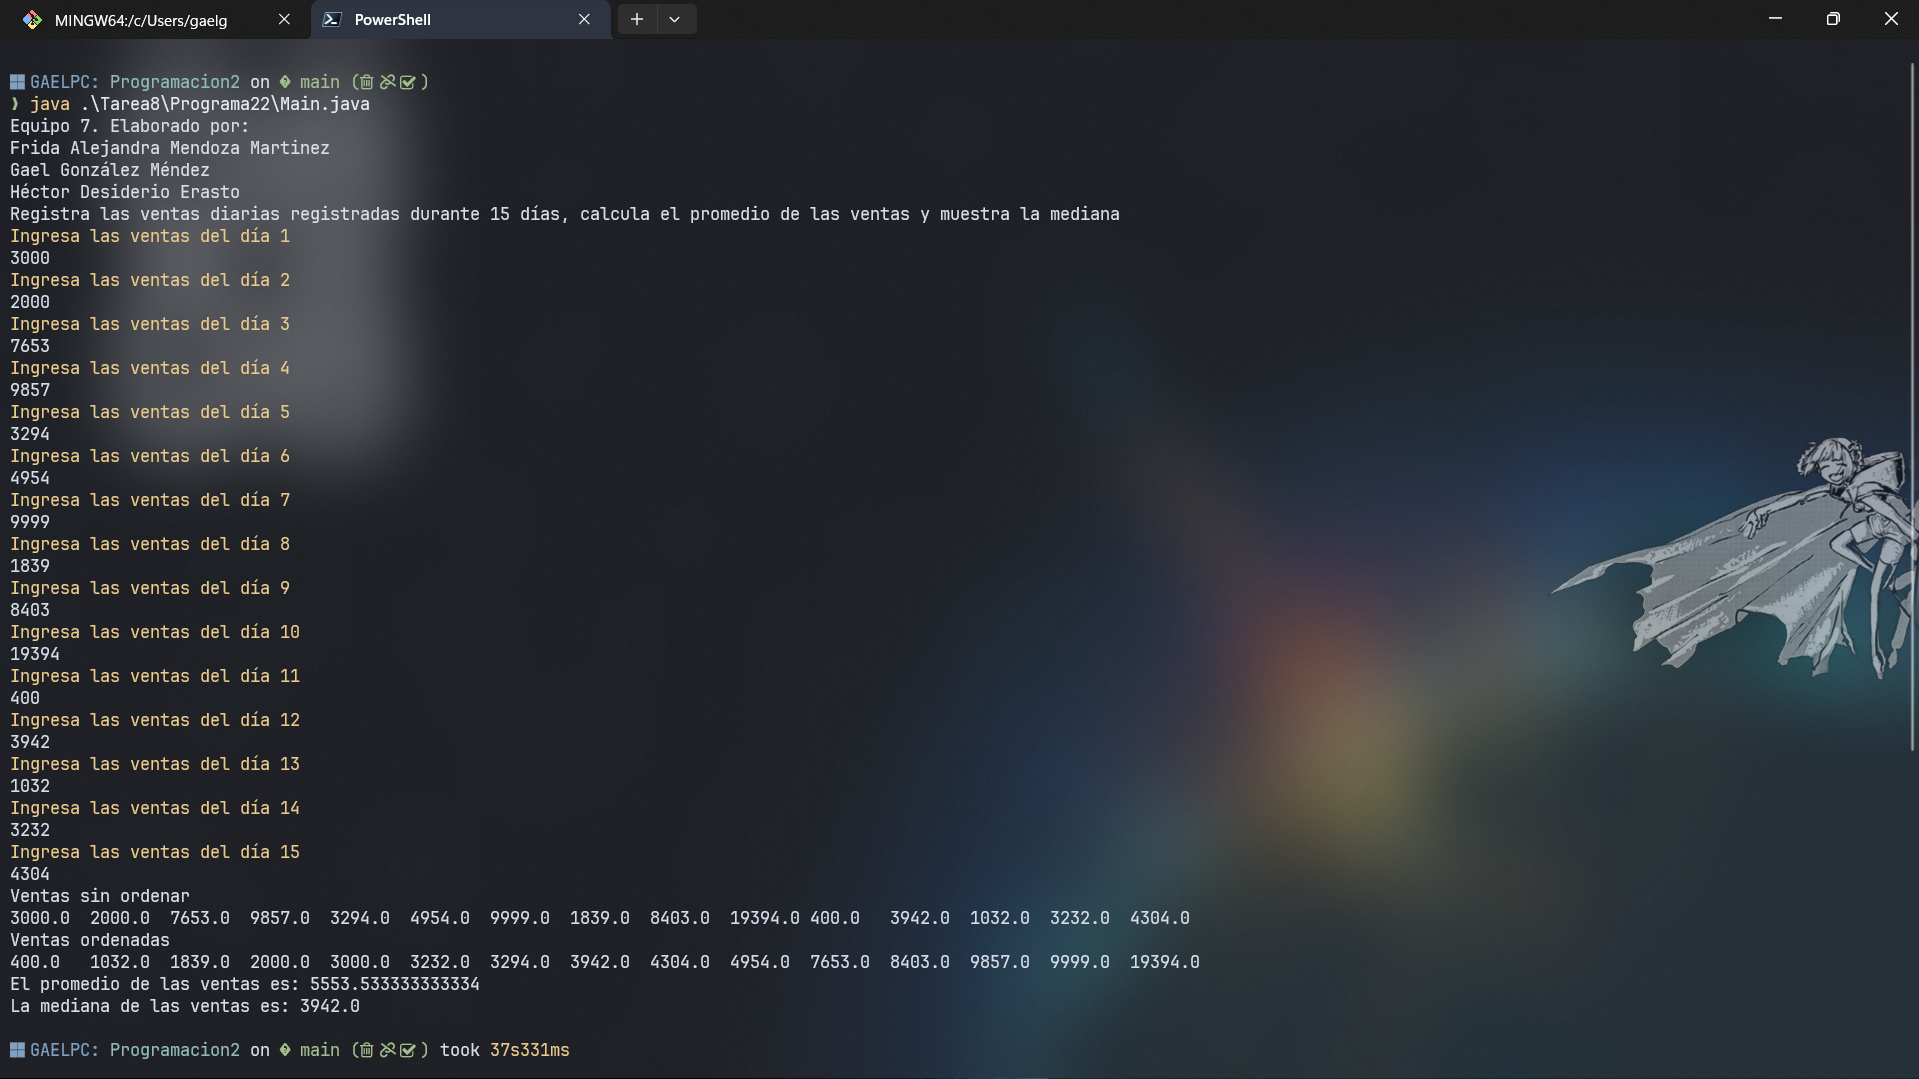 MINGW64:/c/Users/gaelg
PowerShell
GAELPC: Programacion2 on main ( )
❯ java .\Tarea8\Programa22\Main.java
Equipo 7. Elaborado por:
Frida Alejandra Mendoza Martinez
Gael González Méndez
Héctor Desiderio Erasto
Registra las ventas diarias registradas durante 15 días, calcula el promedio de las ventas y muestra la mediana
Ingresa las ventas del día 1
3000
Ingresa las ventas del día 2
2000
Ingresa las ventas del día 3
7653
Ingresa las ventas del día 4
9857
Ingresa las ventas del día 5
3294
Ingresa las ventas del día 6
4954
Ingresa las ventas del día 7
9999
Ingresa las ventas del día 8
1839
Ingresa las ventas del día 9
8403
Ingresa las ventas del día 10
19394
Ingresa las ventas del día 11
400
Ingresa las ventas del día 12
3942
Ingresa las ventas del día 13
1032
Ingresa las ventas del día 14
3232
Ingresa las ventas del día 15
4304
Ventas sin ordenar
3000.0 2000.0 7653.0 9857.0 3294.0 4954.0 9999.0 1839.0 8403.0 19394.0 400.0 3942.0 1032.0 3232.0 4304.0
Ventas ordenadas
400.0 1032.0 1839.0 2000.0 3000.0 3232.0 3294.0 3942.0 4304.0 4954.0 7653.0 8403.0 9857.0 9999.0 19394.0
El promedio de las ventas es: 5553.533333333334
La mediana de las ventas es: 3942.0
GAELPC: Programacion2 on main ( ) took 37s331ms